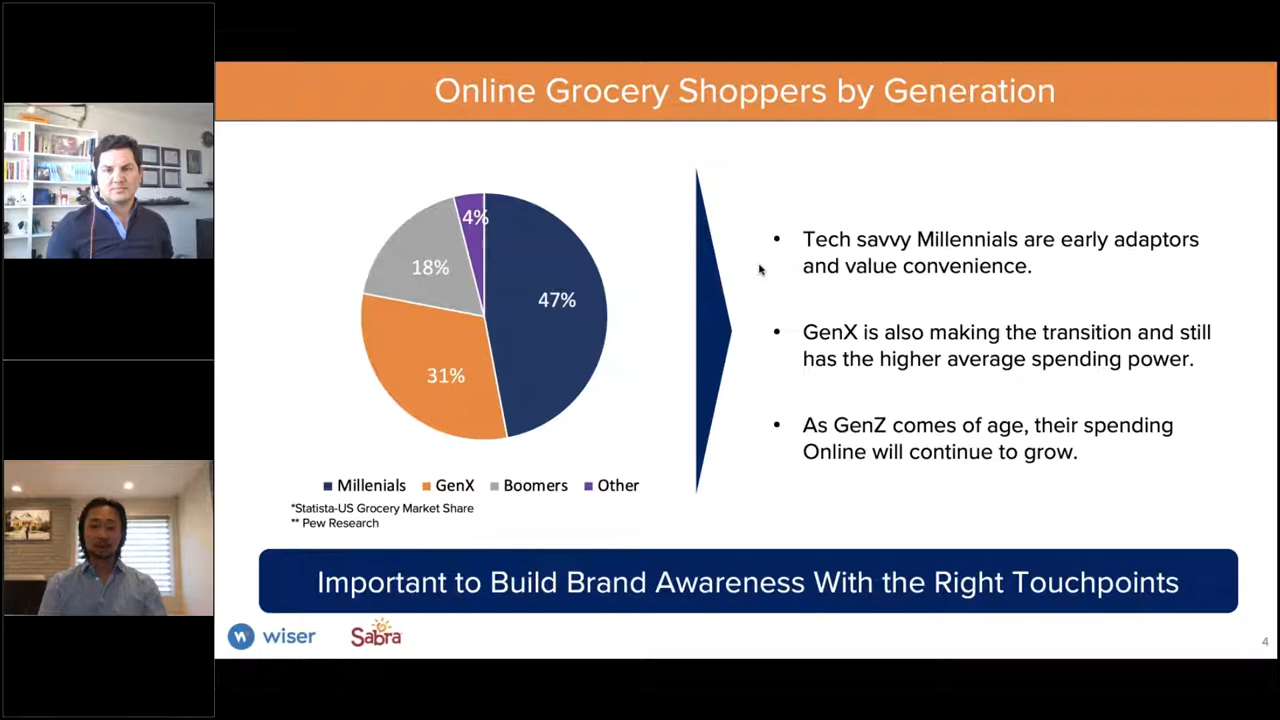 Online Grocery Shoppers by Generation
4%
18%
47%
31%
Millenials GenX Boomers Other
*Statista-US Grocery Market Share
** Pew Research
• Tech savvy Millennials are early adaptors
and value convenience.
• GenX is also making the transition and still
has the higher average spending power.
• As GenZ comes of age, their spending
Online will continue to grow.
Important to Build Brand Awareness With the Right Touchpoints
w wiser Sabra
4